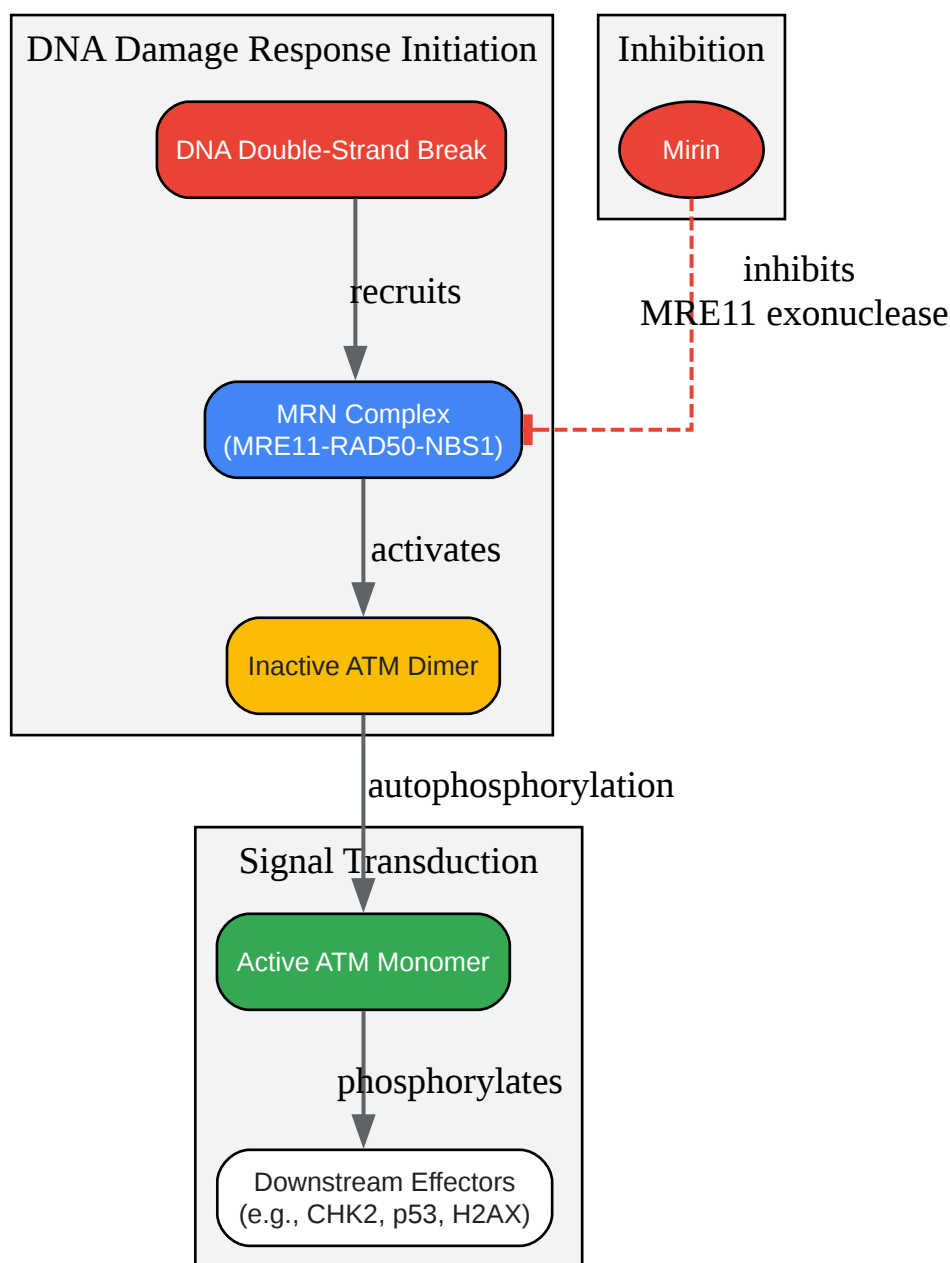 DNA Damage Response Initiation
Inhibition
DNA Double-Strand Break
Mirin
recruits
inhibits
MRE11 exonuclease
MRN Complex
(MRE11-RAD50-NBS1)
activates
Inactive ATM Dimer
autophosphorylation
Signal Transduction
Active ATM Monomer
phosphorylates
Downstream Effectors
(e.g., CHK2, p53, H2AX)